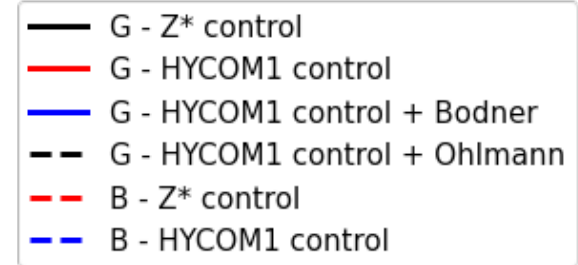 G - Z* control
G - HYCOM1 control
G - HYCOM1 control + Bodner
G - HYCOM1 control + Ohlmann
B - Z* control
B - HYCOM1 control